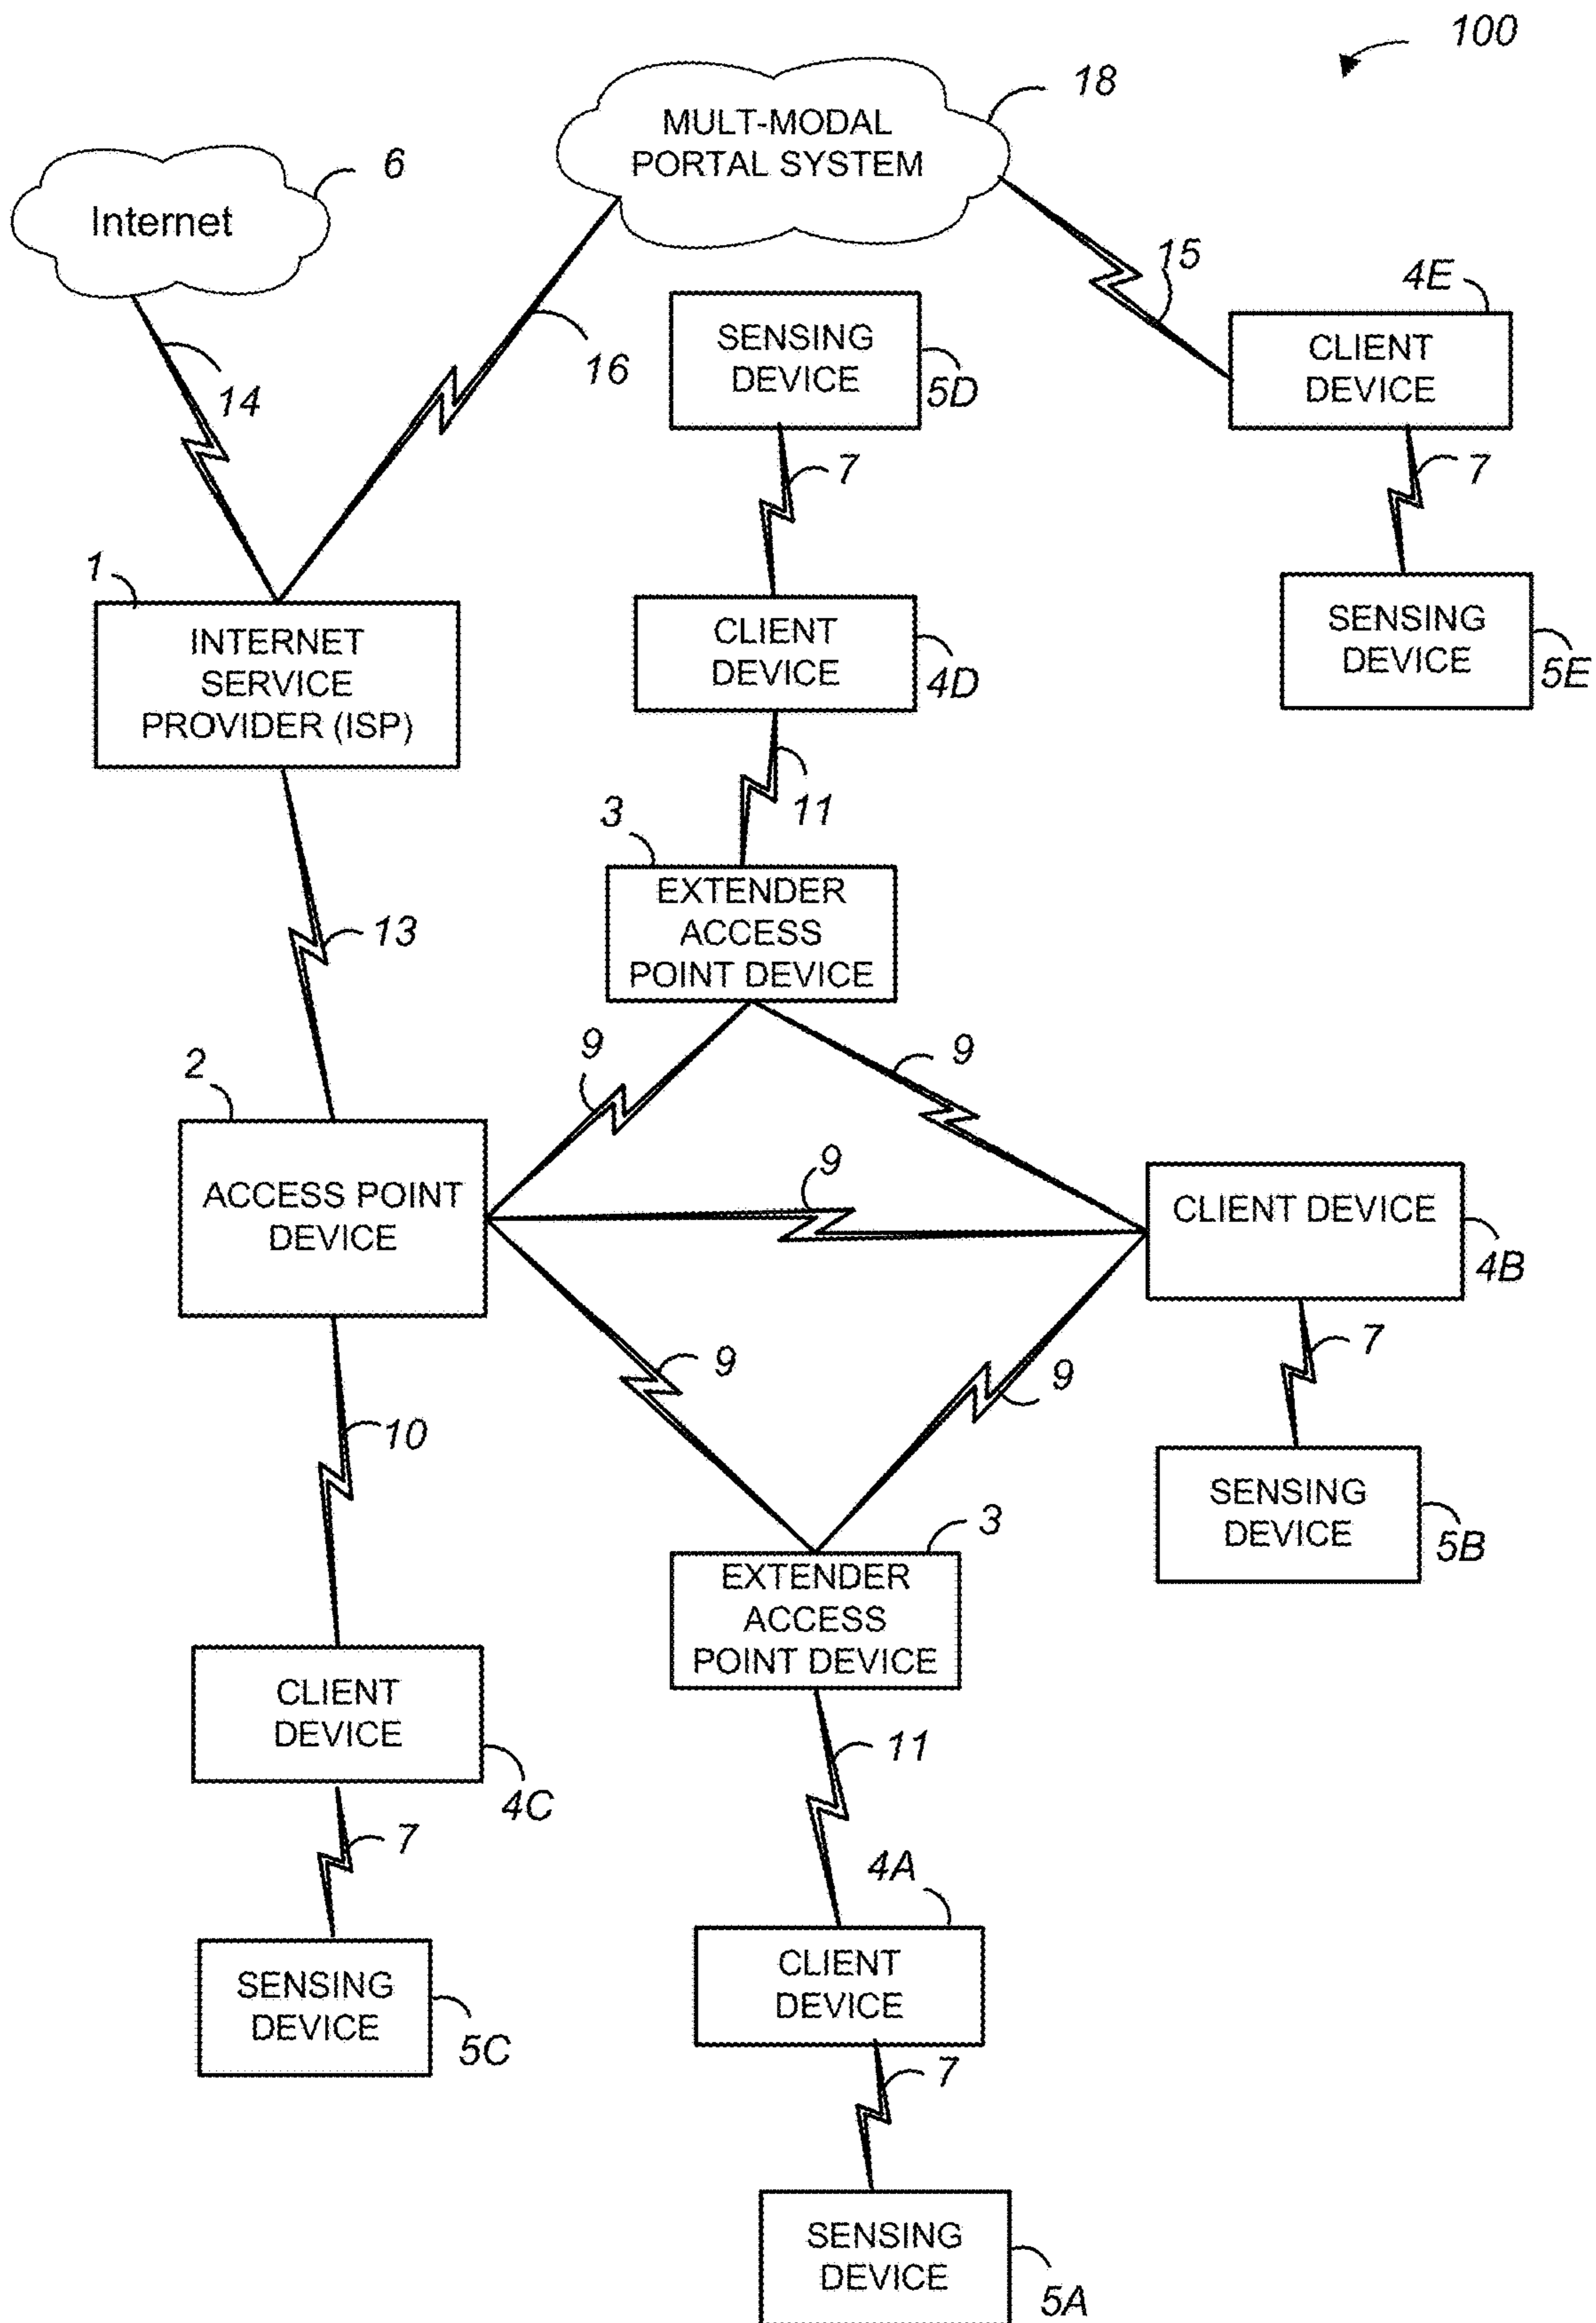 100
MULT-MODAL
PORTAL SYSTEM
18
Internet
6
14
16
15
SENSING
DEVICE
5D
4E
CLIENT
DEVICE
7
7
SENSING
DEVICE
5E
1
INTERNET
SERVICE
PROVIDER (ISP)
CLIENT
DEVICE
4D
11
3
EXTENDER
ACCESS
POINT DEVICE
13
2
ACCESS POINT
DEVICE
9
9
9
9
9
CLIENT DEVICE
4B
7
SENSING
DEVICE
5B
10
3
EXTENDER
ACCESS
POINT DEVICE
CLIENT
DEVICE
4C
11
7
4A
CLIENT
DEVICE
SENSING
DEVICE
5C
7
SENSING
DEVICE
5A